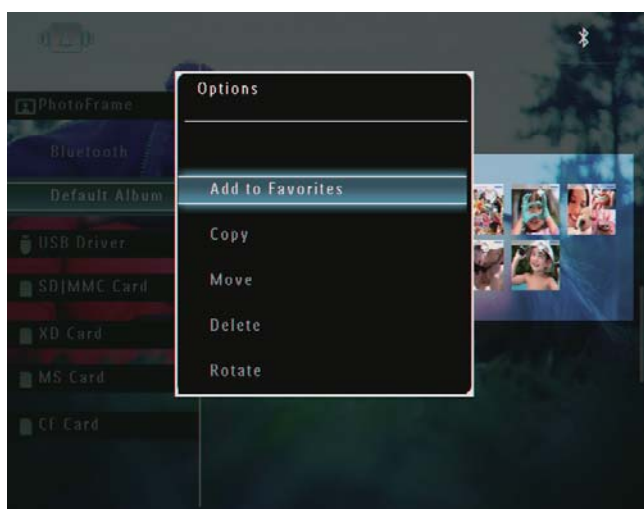 Options
PhotoFrame
Bluetooth
Default Album
USB Driver
SD|MMC Card
XD Card
MS Card
CF Card
Add to Favorites
Copy
Move
Delete
Rotate